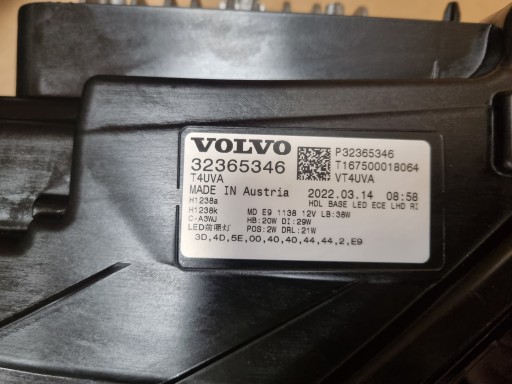 VOLVO
P32365346
32365346
T167500018064
T4UVA
VT4UVA
MADE IN Austria
2022.03.14 08:58
H1238a
HDL BASE LED ECE LHD RI
H1238k
MD E9 1138 12V LB:38W
C-A3WJ
HB:20W DI:29W
LED前照灯
POS:2W DRL:21W
3D,4D,5E,00,40,4D,44,44,2,E9